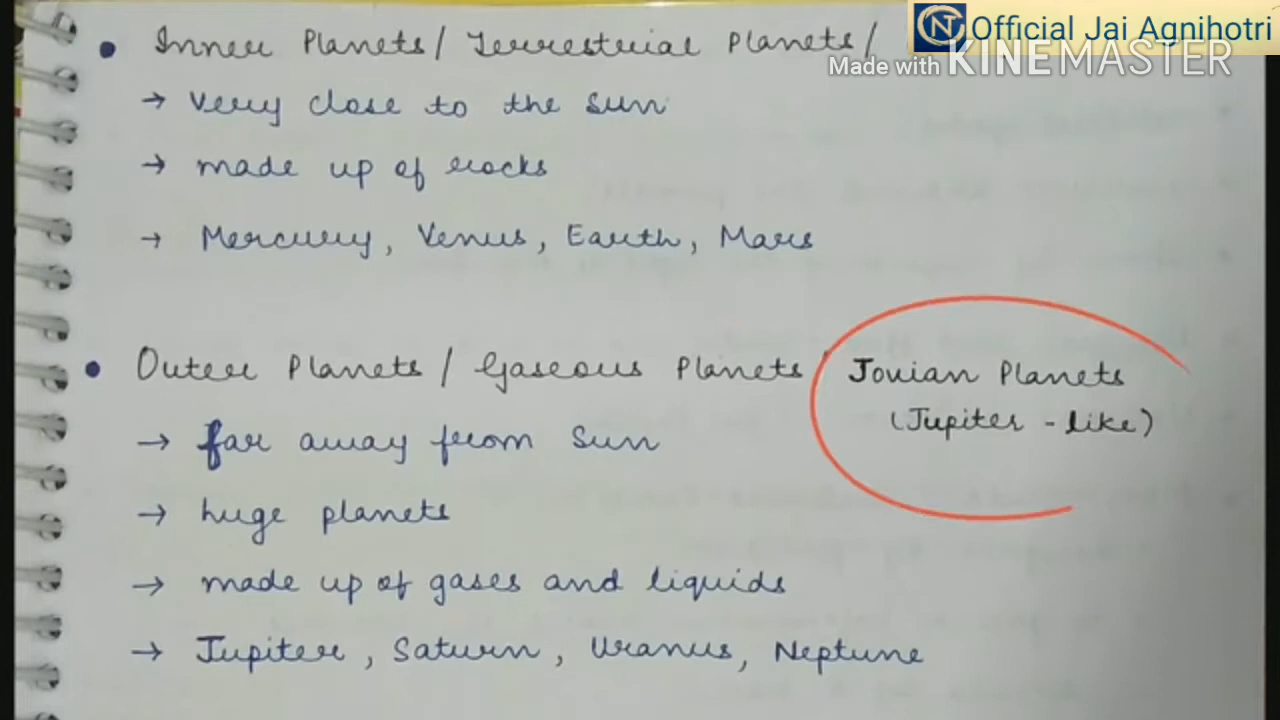 Official Jai Agnihotri
Made with KINEMASTER
• Inner Planets / Terrestrial Planets /
→ very close to the sun
→ made up of rocks
→ Mercury, Venus, Earth, Mars
• Outer Planets / Gaseous Planets / Jovian Planets
(Jupiter - like)
→ far away from sun
→ huge planets
→ made up of gases and liquids
→ Jupiter, Saturn, Uranus, Neptune